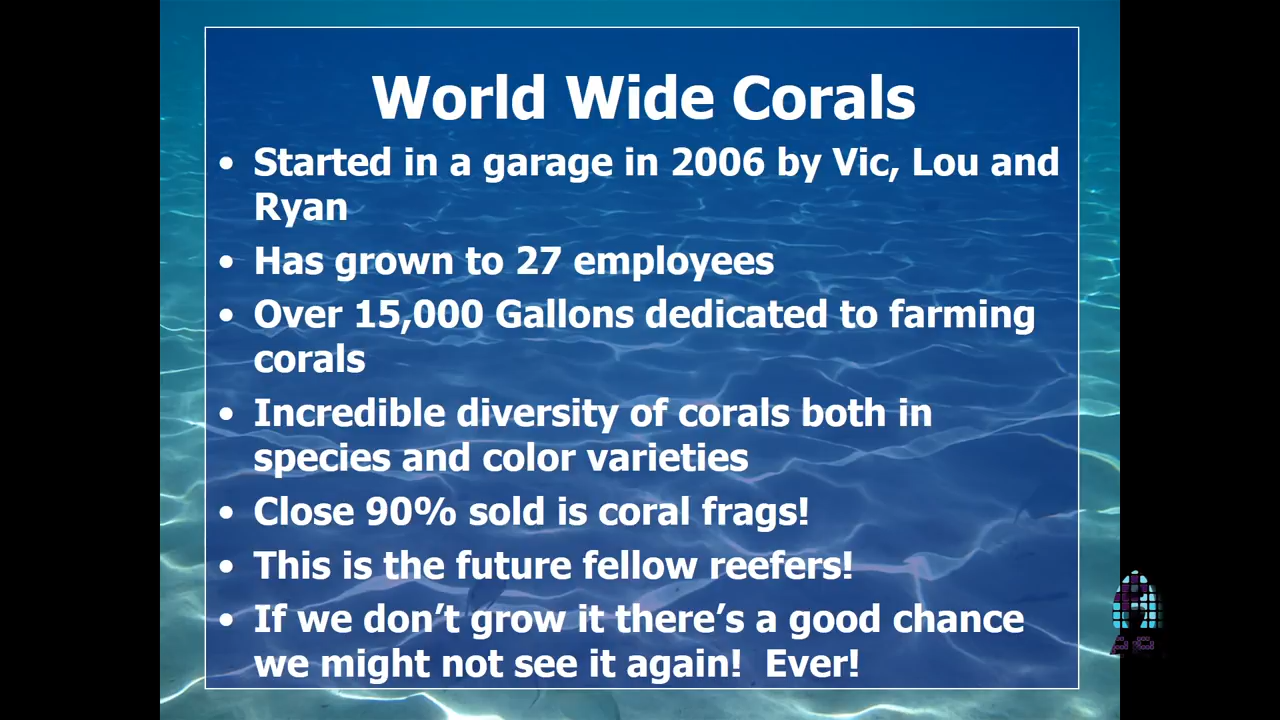 World Wide Corals
• Started in a garage in 2006 by Vic, Lou and
Ryan
• Has grown to 27 employees
• Over 15,000 Gallons dedicated to farming
corals
• Incredible diversity of corals both in
species and color varieties
• Close 90% sold is coral frags!
• This is the future fellow reefers!
• If we don’t grow it there’s a good chance
we might not see it again!  Ever!